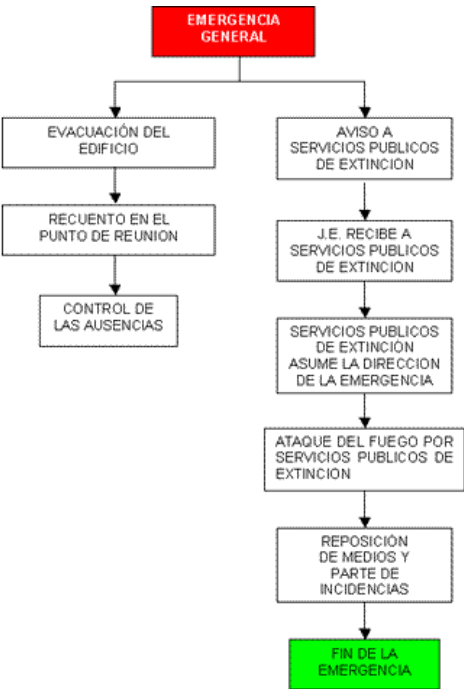 EMERGENCIA
GENERAL
EVACUACIÓN DEL
EDIFICIO
RECUENTO EN EL
PUNTO DE REUNION
CONTROL DE
LAS AUSENCIAS
AVISO A
SERVICIOS PUBLICOS
DE EXTINCION
J.E. RECIBE A
SERVICIOS PUBLICOS
DE EXTINCION
SERVICIOS PUBLICOS
DE EXTINCIÓN
ASUME LA DIRECCION
DE LA EMERGENCIA
ATAQUE DEL FUEGO POR
SERVICIOS PUBLICOS DE
EXTINCIÓN
REPOSICIÓN
DE MEDIOS Y
PARTE DE
INCIDENCIAS
FIN DE LA
EMERGENCIA